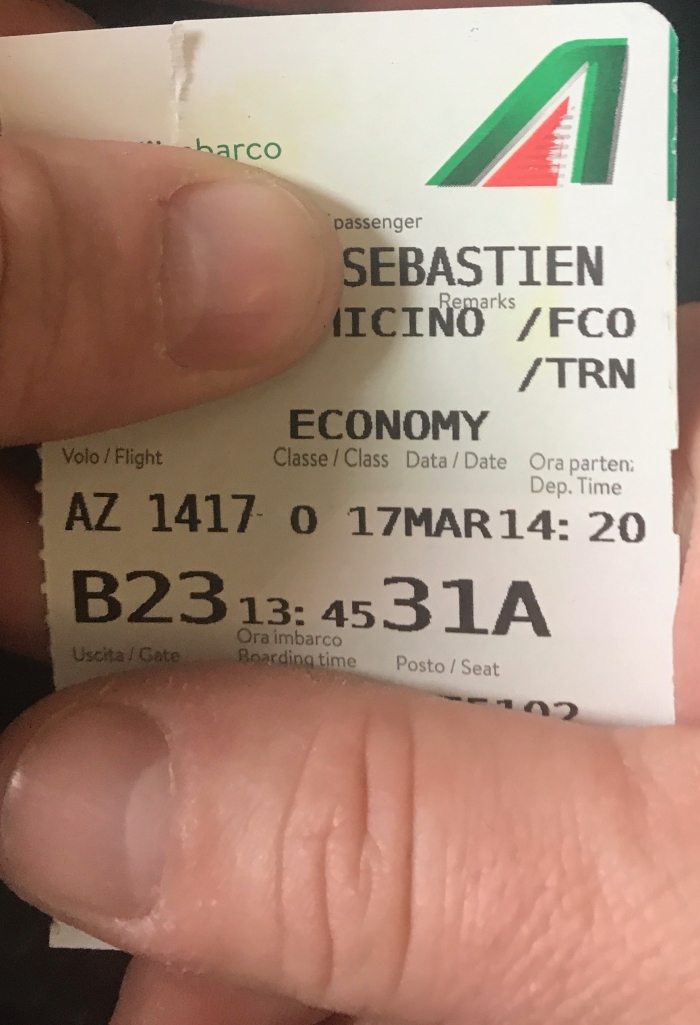 barco
passenger
SEBASTIEN
Remarks
ICINO /FCO
/TRN
ECONOMY
Volo / Flight Classe / Class Data / Date Ora parten:
Dep. Time
AZ 1417 O 17MAR 14: 20
B23 13: 45 31A
Ora imbarco
Uscita / Gate Boarding time Posto / Seat